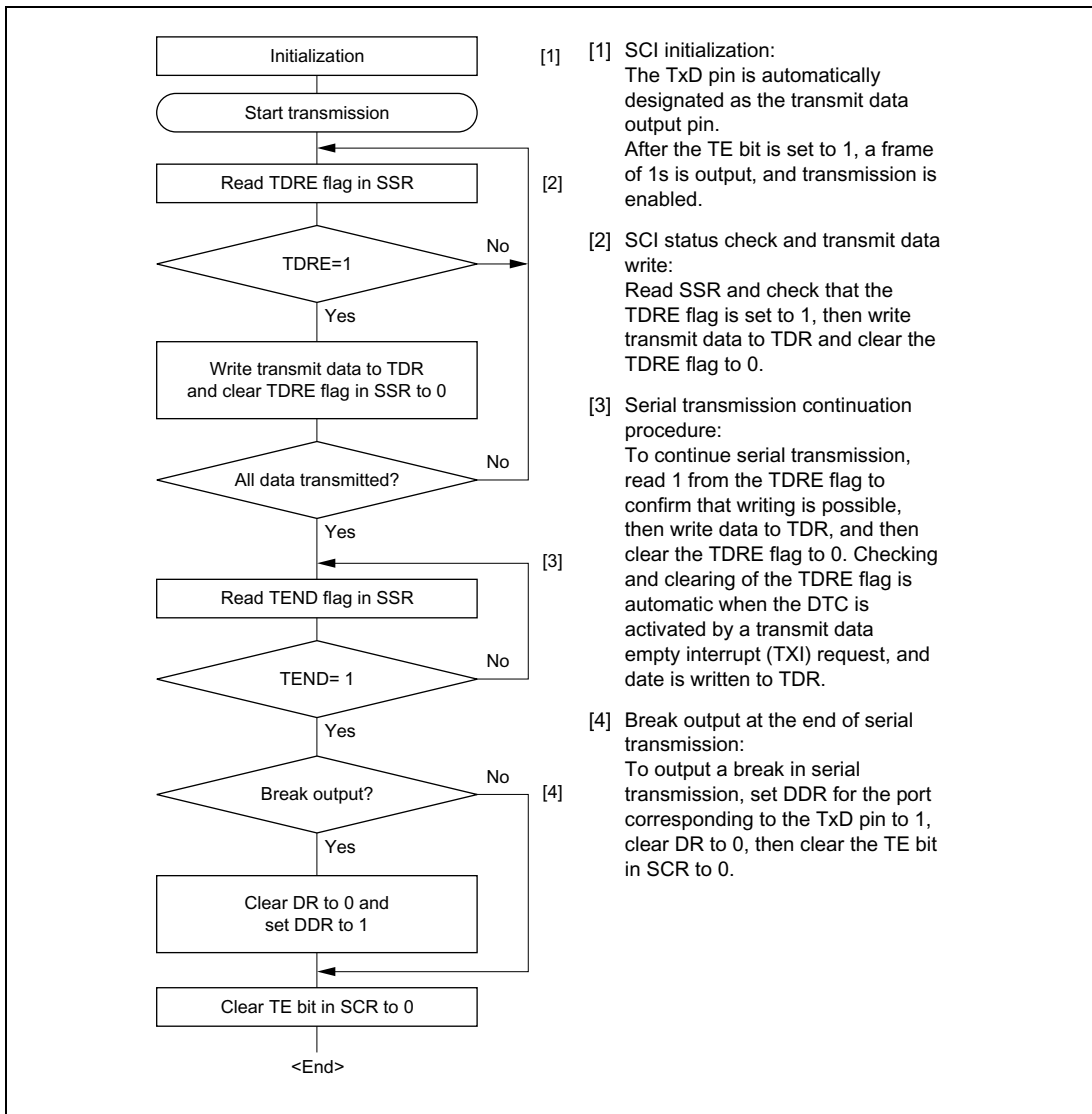 Initialization
[1]
Start transmission
Read TDRE flag in SSR
[2]
No
TDRE=1
Yes
Write transmit data to TDR
and clear TDRE flag in SSR to 0
No
All data transmitted?
Yes
[3]
Read TEND flag in SSR
No
TEND= 1
Yes
No
Break output?
[4]
Yes
Clear DR to 0 and
set DDR to 1
Clear TE bit in SCR to 0
<End>
[1] SCI initialization:
The TxD pin is automatically
designated as the transmit data
output pin.
After the TE bit is set to 1, a frame
of 1s is output, and transmission is
enabled.
[2] SCI status check and transmit data
write:
Read SSR and check that the
TDRE flag is set to 1, then write
transmit data to TDR and clear the
TDRE flag to 0.
[3] Serial transmission continuation
procedure:
To continue serial transmission,
read 1 from the TDRE flag to
confirm that writing is possible,
then write data to TDR, and then
clear the TDRE flag to 0. Checking
and clearing of the TDRE flag is
automatic when the DTC is
activated by a transmit data
empty interrupt (TXI) request, and
date is written to TDR.
[4] Break output at the end of serial
transmission:
To output a break in serial
transmission, set DDR for the port
corresponding to the TxD pin to 1,
clear DR to 0, then clear the TE bit
in SCR to 0.